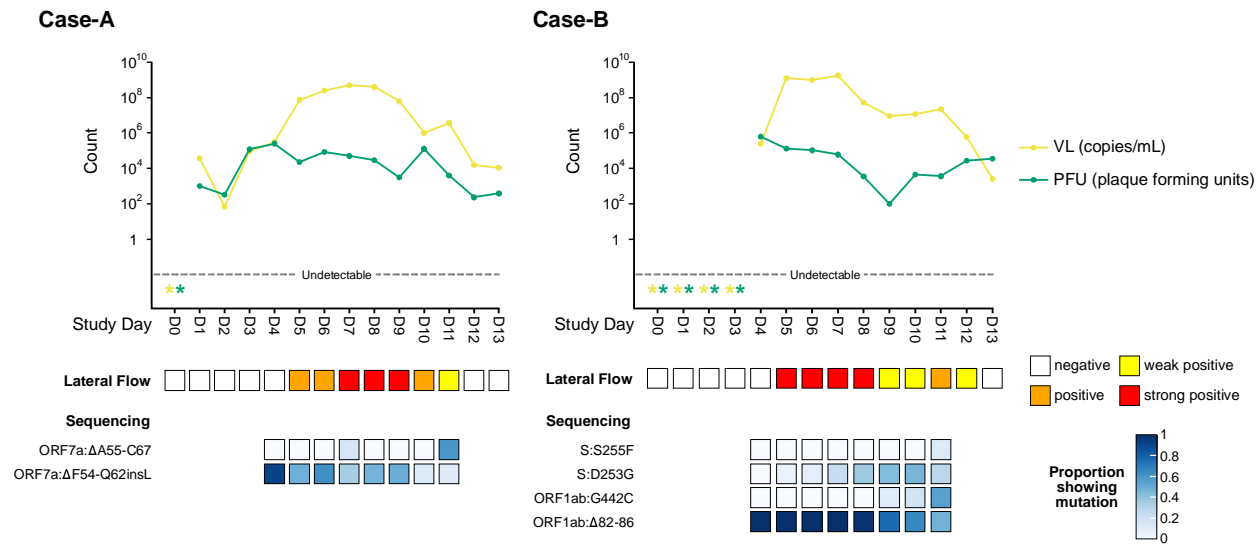 Case-A
Case-B
10^10
10^8
10^6
10^4
10^2
1
Count
Undetectable
**
Study Day
D0 D1 D2 D3 D4 D5 D6 D7 D8 D9 D10 D11 D12 D13
Lateral Flow
Sequencing
ORF7a:ΔA55-C67
ORF7a:ΔF54-Q62insL
10^10
10^8
10^6
10^4
10^2
1
Count
Undetectable
** ** ** **
Study Day
D0 D1 D2 D3 D4 D5 D6 D7 D8 D9 D10 D11 D12 D13
Lateral Flow
Sequencing
S:S255F
S:D253G
ORF1ab:G442C
ORF1ab:Δ82-86
VL (copies/mL)
PFU (plaque forming units)
negative
weak positive
positive
strong positive
Proportion
showing
mutation
1
0.8
0.6
0.4
0.2
0